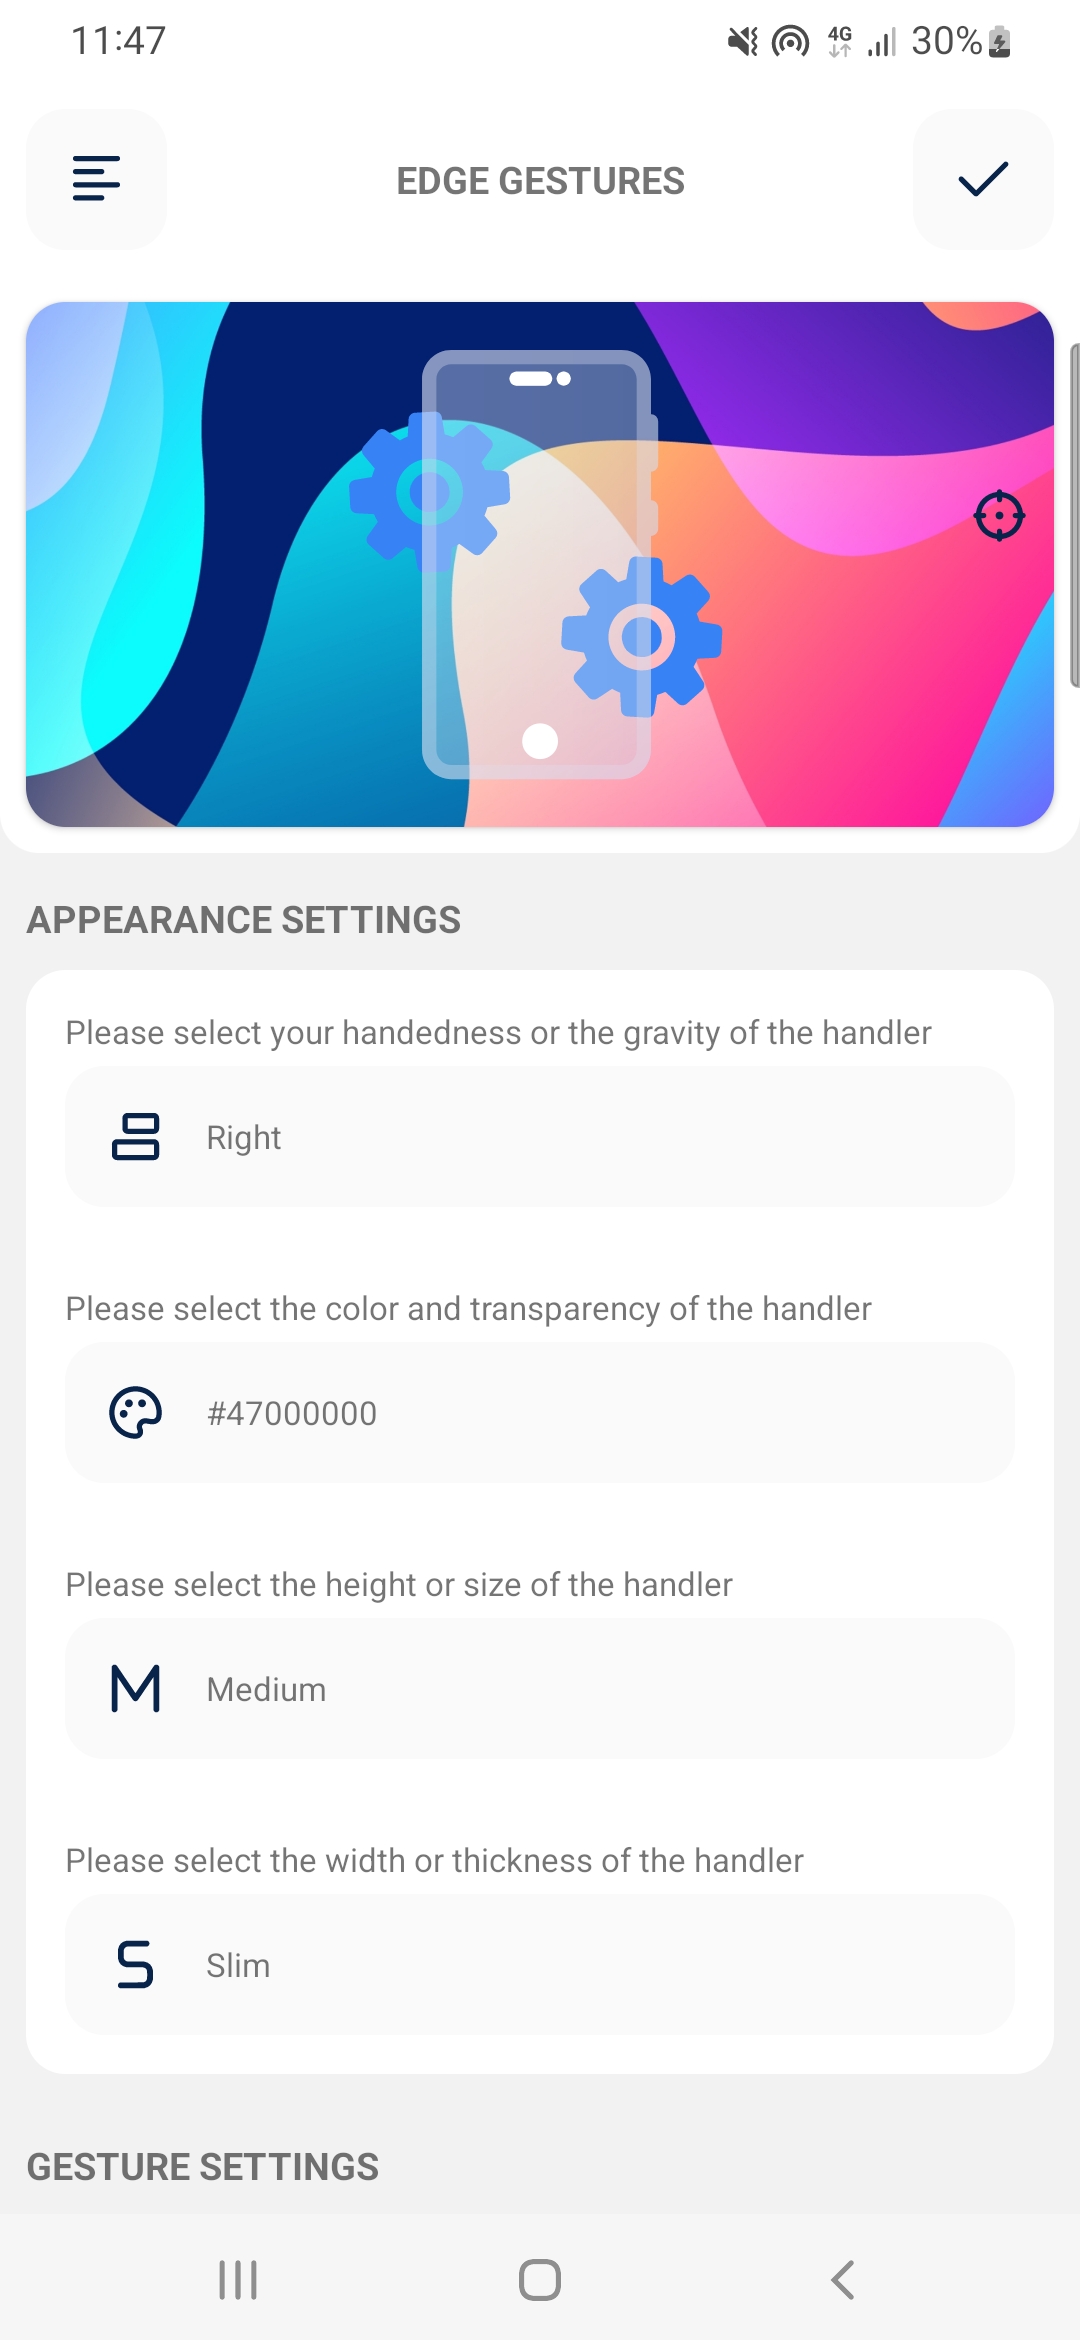 11:47
4G
30%
EDGE GESTURES
APPEARANCE SETTINGS
Please select your handedness or the gravity of the handler
Right
Please select the color and transparency of the handler
#47000000
Please select the height or size of the handler
M Medium
Please select the width or thickness of the handler
S Slim
GESTURE SETTINGS